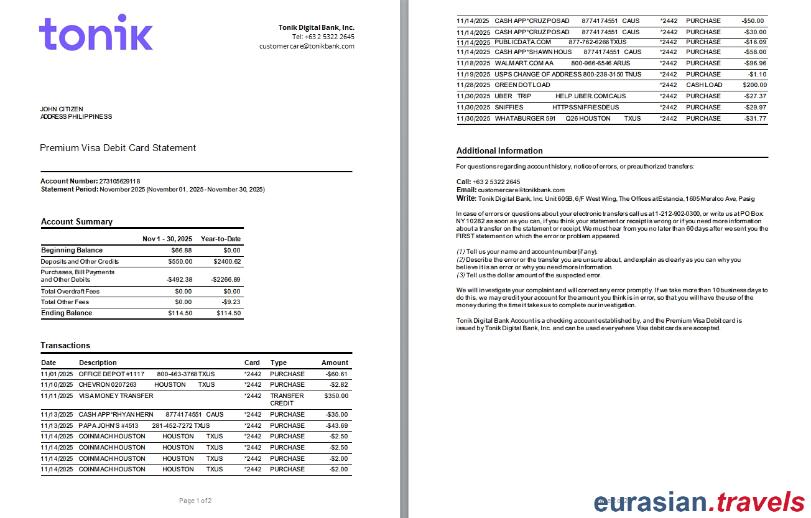 tonik
Tonik Digital Bank, Inc.
Tel: +63 2 5322 2645
customercare@tonikbank.com
JOHN CITIZEN
ADDRESS PHILIPPINESS
Premium Visa Debit Card Statement
Account Number: 273105629118
Statement Period: November 2025 (November 01, 2025 - November 30, 2025)
Account Summary
Nov 1 - 30, 2025 Year-to-Date
Beginning Balance $66.88 $0.00
Deposits and Other Credits $550.00 $2400.62
Purchases, Bill Payments
and Other Debits -$492.38 -$2266.89
Total Overdraft Fees $0.00 $0.00
Total Other Fees $0.00 -$9.23
Ending Balance $114.50 $114.50
Transactions
Date Description Card Type Amount
11/01/2025 OFFICE DEPOT #1117 800-463-3768 TXUS *2442 PURCHASE -$60.61
11/10/2025 CHEVRON 0207263 HOUSTON TXUS *2442 PURCHASE -$2.82
11/11/2025 VISA MONEY TRANSFER *2442 TRANSFER $350.00
CREDIT
11/13/2025 CASH APP*RHYAN HERN 8774174551 CAUS *2442 PURCHASE -$35.00
11/13/2025 PAPA JOHN'S #4513 281-452-7272 TXUS *2442 PURCHASE -$43.69
11/14/2025 COINMACH HOUSTON HOUSTON TXUS *2442 PURCHASE -$2.50
11/14/2025 COINMACH HOUSTON HOUSTON TXUS *2442 PURCHASE -$2.50
11/14/2025 COINMACH HOUSTON HOUSTON TXUS *2442 PURCHASE -$2.00
11/14/2025 COINMACH HOUSTON HOUSTON TXUS *2442 PURCHASE -$2.00
Page 1 of 2
11/14/2025 CASH APP*CRUZ POSAD 8774174551 CAUS *2442 PURCHASE -$50.00
11/14/2025 CASH APP*CRUZ POSAD 8774174551 CAUS *2442 PURCHASE -$30.00
11/14/2025 PUBLICDATA.COM 877-762-6266 TXUS *2442 PURCHASE -$16.09
11/14/2025 CASH APP*SHAWN HOUS 8774174551 CAUS *2442 PURCHASE -$58.00
11/18/2025 WALMART.COM AA 800-966-6546 ARUS *2442 PURCHASE -$96.96
11/19/2025 USPS CHANGE OF ADDRESS 800-238-3150 TNUS *2442 PURCHASE -$1.10
11/28/2025 GREEN DOT LOAD *2442 CASH LOAD $200.00
11/30/2025 UBER TRIP HELP.UBER.COMCAUS *2442 PURCHASE -$27.37
11/30/2025 SNIFFIES HTTPSSNIFFIESDEUS *2442 PURCHASE -$29.97
11/30/2025 WHATABURGER 591 Q26 HOUSTON TXUS *2442 PURCHASE -$31.77
Additional Information
For questions regarding account history, notice of errors, or preauthorized transfers:
Call: +63 2 5322 2645
Email: customercare@tonikbank.com
Write: Tonik Digital Bank, Inc. Unit 605B, 6/F West Wing, The Offices at Estancia, 1605 Meralco Ave, Pasig
In case of errors or questions about your electronic transfers call us at 1-212-902-0300, or write us at PO Box
NY 10282 as soon as you can, if you think your statement or receipt is wrong or if you need more information
about a transfer on the statement or receipt. We must hear from you no later than 60 days after we sent you the
FIRST statement on which the error or problem appeared.
(1) Tell us your name and account number (if any).
(2) Describe the error or the transfer you are unsure about, and explain as clearly as you can why you
believe it is an error or why you need more information.
(3) Tell us the dollar amount of the suspected error.
We will investigate your complaint and will correct any error promptly. If we take more than 10 business days to
do this, we may credit your account for the amount you think is in error, so that you will have the use of the
money during the time it takes us to complete our investigation.
Tonik Digital Bank Account is a checking account established by, and the Premium Visa Debit card is
issued by Tonik Digital Bank, Inc. and can be used everywhere Visa debit cards are accepted.
eurasian.travels